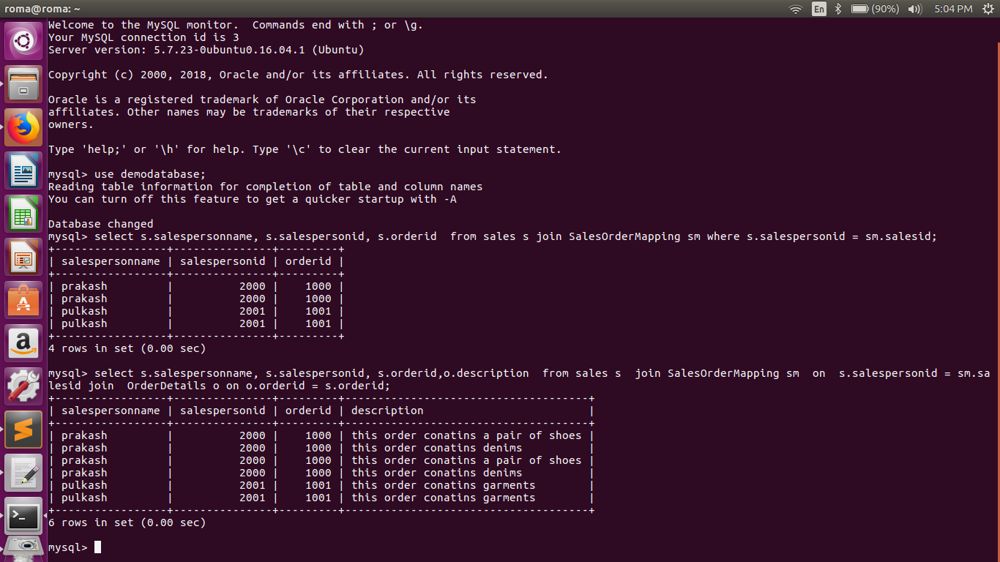 roma@roma: ~
En
(90%)
5:04 PM
Welcome to the MySQL monitor.  Commands end with ; or \g.
Your MySQL connection id is 3
Server version: 5.7.23-0ubuntu0.16.04.1 (Ubuntu)
Copyright (c) 2000, 2018, Oracle and/or its affiliates. All rights reserved.
Oracle is a registered trademark of Oracle Corporation and/or its
affiliates. Other names may be trademarks of their respective
owners.
Type 'help;' or '\h' for help. Type '\c' to clear the current input statement.
mysql> use demodatabase;
Reading table information for completion of table and column names
You can turn off this feature to get a quicker startup with -A
Database changed
mysql> select s.salespersonname, s.salespersonid, s.orderid  from sales s join SalesOrderMapping sm where s.salespersonid = sm.salesid;
+-----------------+---------------+---------+
| salespersonname | salespersonid | orderid |
+-----------------+---------------+---------+
| prakash         |          2000 |    1000 |
| prakash         |          2000 |    1000 |
| pulkash         |          2001 |    1001 |
| pulkash         |          2001 |    1001 |
+-----------------+---------------+---------+
4 rows in set (0.00 sec)
mysql> select s.salespersonname, s.salespersonid, s.orderid,o.description  from sales s  join SalesOrderMapping sm  on  s.salespersonid = sm.sa
lesid join  OrderDetails o on o.orderid = s.orderid;
+-----------------+---------------+---------+-------------------------------------+
| salespersonname | salespersonid | orderid | description                         |
+-----------------+---------------+---------+-------------------------------------+
| prakash         |          2000 |    1000 | this order conatins a pair of shoes |
| prakash         |          2000 |    1000 | this order conatins denims          |
| prakash         |          2000 |    1000 | this order conatins a pair of shoes |
| prakash         |          2000 |    1000 | this order conatins denims          |
| pulkash         |          2001 |    1001 | this order conatins garments        |
| pulkash         |          2001 |    1001 | this order conatins garments        |
+-----------------+---------------+---------+-------------------------------------+
6 rows in set (0.00 sec)
mysql>